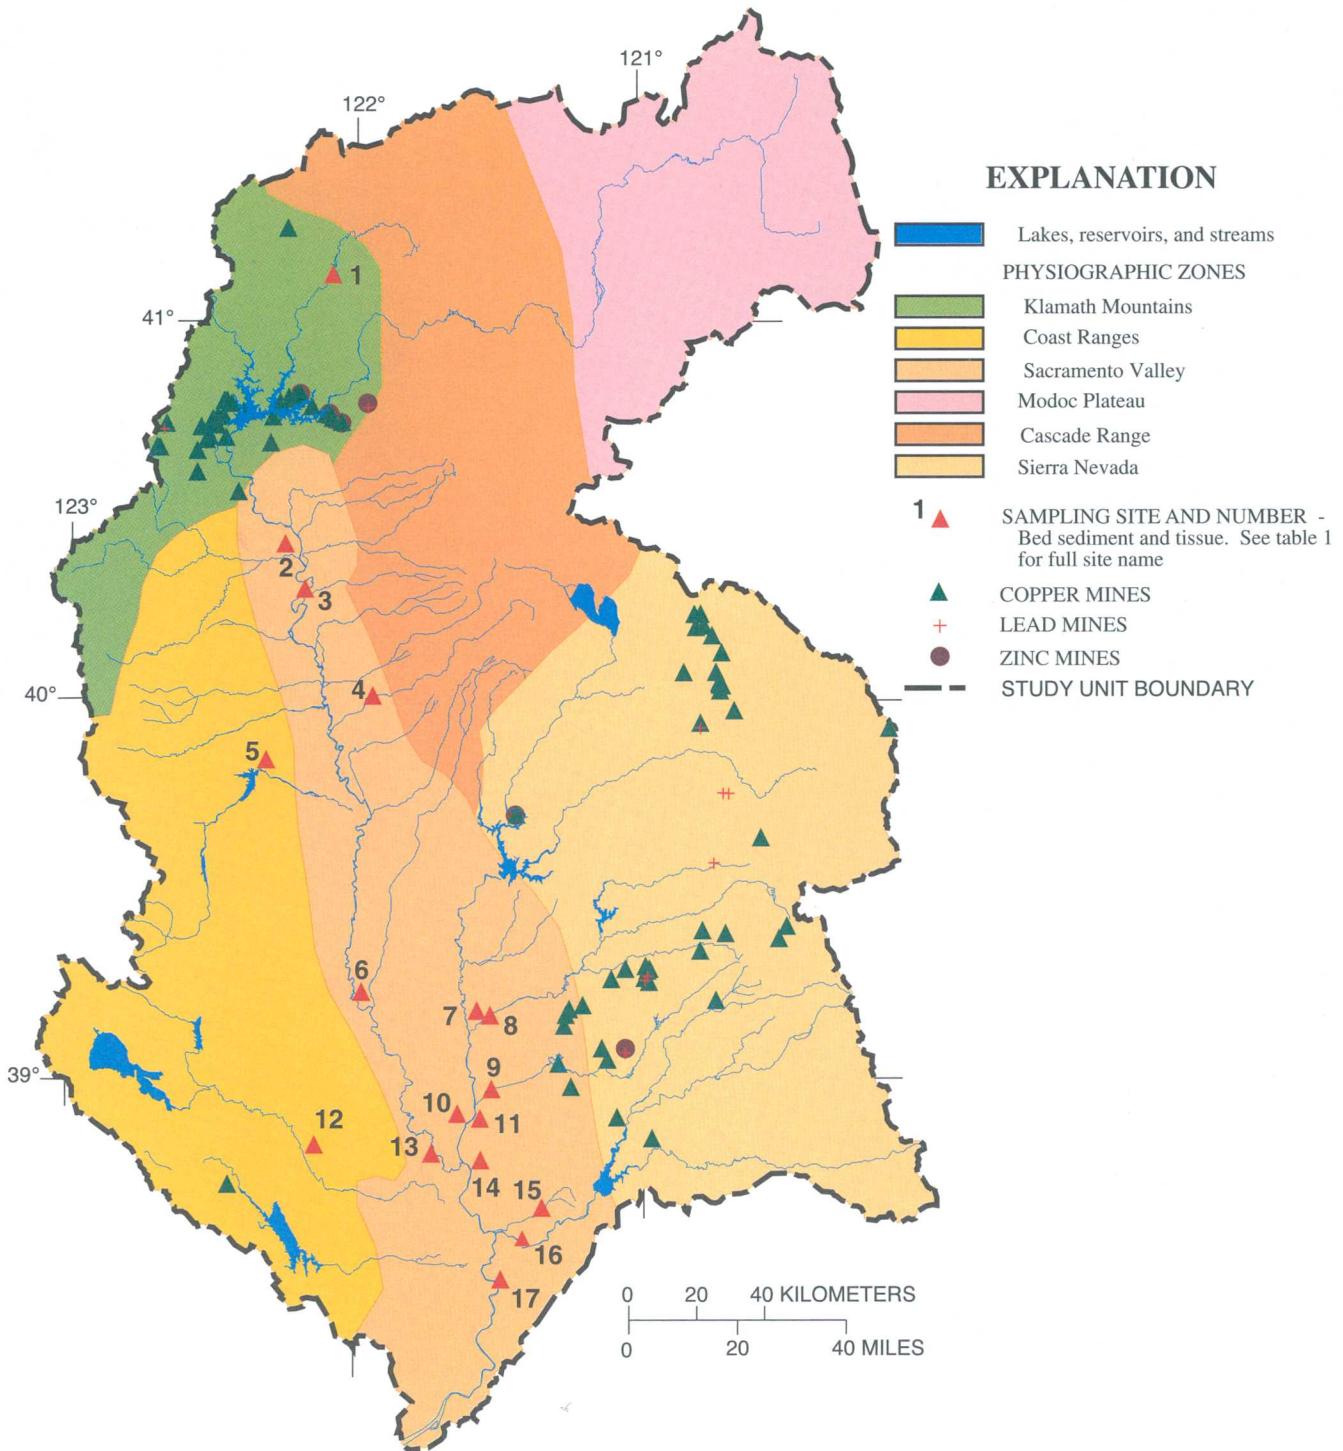 121°
122°
EXPLANATION
Lakes, reservoirs, and streams
PHYSIOGRAPHIC ZONES
1
41°
Klamath Mountains
Coast Ranges
Sacramento Valley
Modoc Plateau
Cascade Range
Sierra Nevada
123°
1
SAMPLING SITE AND NUMBER -
Bed sediment and tissue. See table 1
for full site name
2
3
COPPER MINES
LEAD MINES
ZINC MINES
STUDY UNIT BOUNDARY
40°
4
5
6
7
8
39°
9
10
11
12
13
14
15
16
17
0 20 40 KILOMETERS
0 20 40 MILES